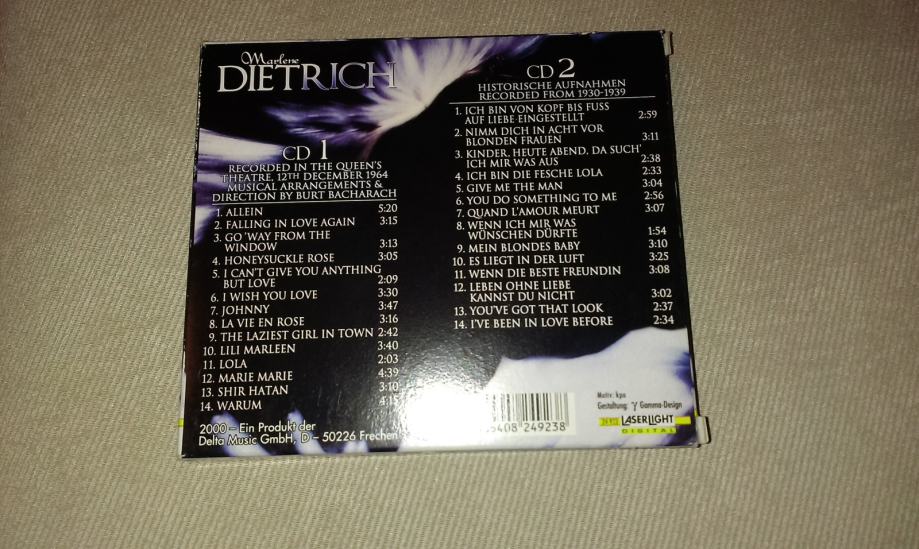 Marlene
DIETRICH
CD 1
RECORDED IN THE QUEEN'S
THEATRE, 12TH DECEMBER 1964
MUSICAL ARRANGEMENTS &
DIRECTION BY BURT BACHARACH
1. ALLEIN 5:20
2. FALLING IN LOVE AGAIN 3:15
3. GO 'WAY FROM THE
WINDOW 3:13
4. HONEYSUCKLE ROSE 3:05
5. I CAN'T GIVE YOU ANYTHING
BUT LOVE 2:09
6. I WISH YOU LOVE 3:30
7. JOHNNY 3:47
8. LA VIE EN ROSE 3:16
9. THE LAZIEST GIRL IN TOWN 2:42
10. LILI MARLEEN 3:40
11. LOLA 2:03
12. MARIE MARIE 4:39
13. SHIR HATAN 3:10
14. WARUM 4:15
2000 – Ein Produkt der
Delta Music GmbH, D – 50226 Frechen
CD 2
HISTORISCHE AUFNAHMEN
RECORDED FROM 1930-1939
1. ICH BIN VON KOPF BIS FUSS
AUF LIEBE EINGESTELLT 2:59
2. NIMM DICH IN ACHT VOR
BLONDEN FRAUEN 3:11
3. KINDER, HEUTE ABEND, DA SUCH'
ICH MIR WAS AUS 2:38
4. ICH BIN DIE FESCHE LOLA 2:33
5. GIVE ME THE MAN 3:04
6. YOU DO SOMETHING TO ME 2:56
7. QUAND L'AMOUR MEURT 3:07
8. WENN ICH MIR WAS
WÜNSCHEN DÜRFTE 1:54
9. MEIN BLONDES BABY 3:10
10. ES LIEGT IN DER LUFT 3:25
11. WENN DIE BESTE FREUNDIN 3:08
12. LEBEN OHNE LIEBE
KANNST DU NICHT 3:02
13. YOU'VE GOT THAT LOOK 2:37
14. I'VE BEEN IN LOVE BEFORE 2:34
5408 249238
Motiv: kpa
Gestaltung: γ Gamma-Design
LASERLIGHT
DIGITAL